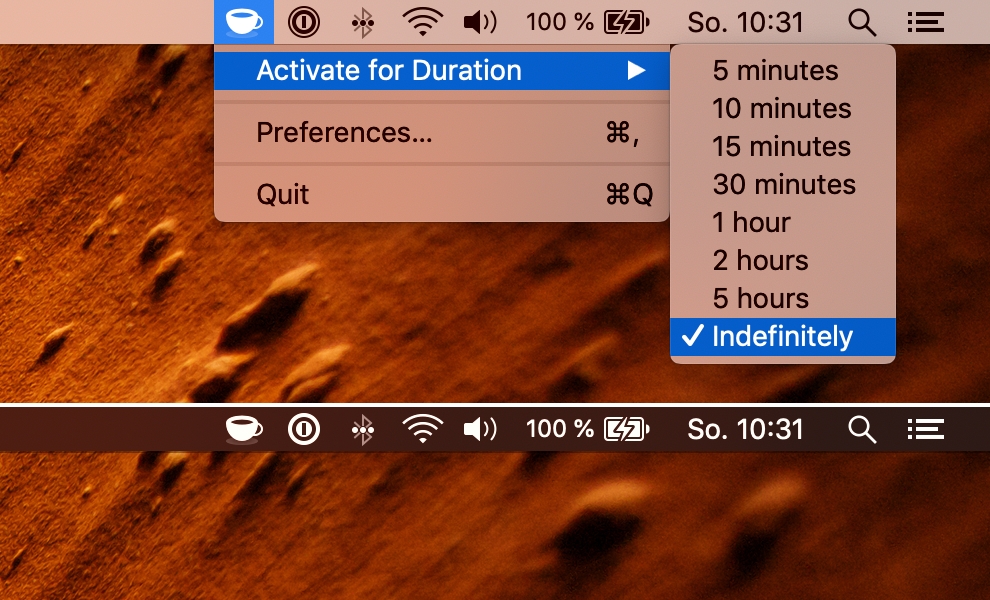 100 % So. 10:31
Activate for Duration ▶
Preferences... ⌘,
Quit ⌘Q
5 minutes
10 minutes
15 minutes
30 minutes
1 hour
2 hours
5 hours
✓ Indefinitely
100 % So. 10:31